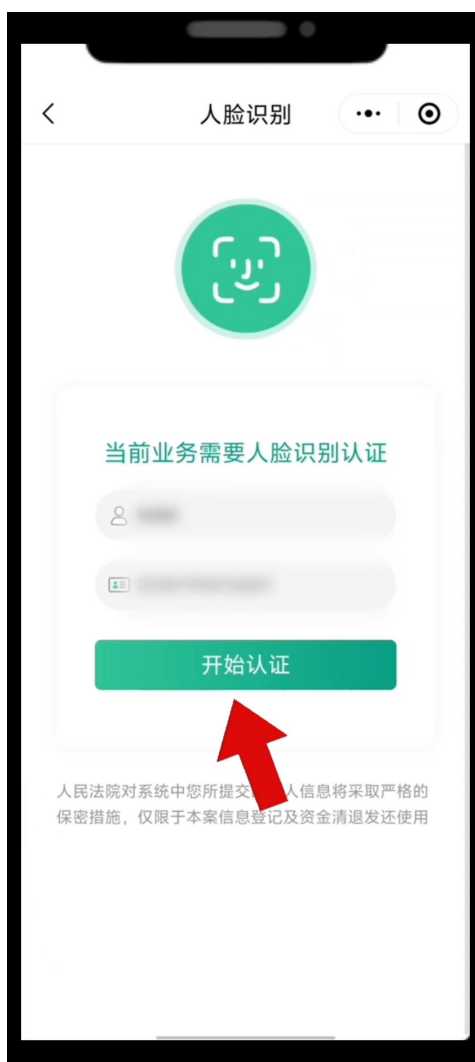 人脸识别
当前业务需要人脸识别认证
开始认证
人民法院对系统中您所提交人信息将采取严格的
保密措施，仅限于本案信息登记及资金清退发还使用